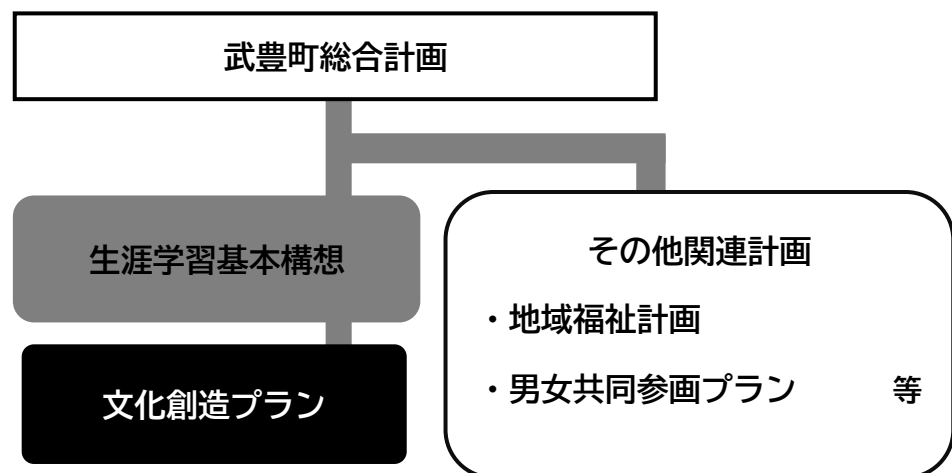 武豊町総合計画
生涯学習基本構想
文化創造プラン
その他関連計画
・地域福祉計画
・男女共同参画プラン 等